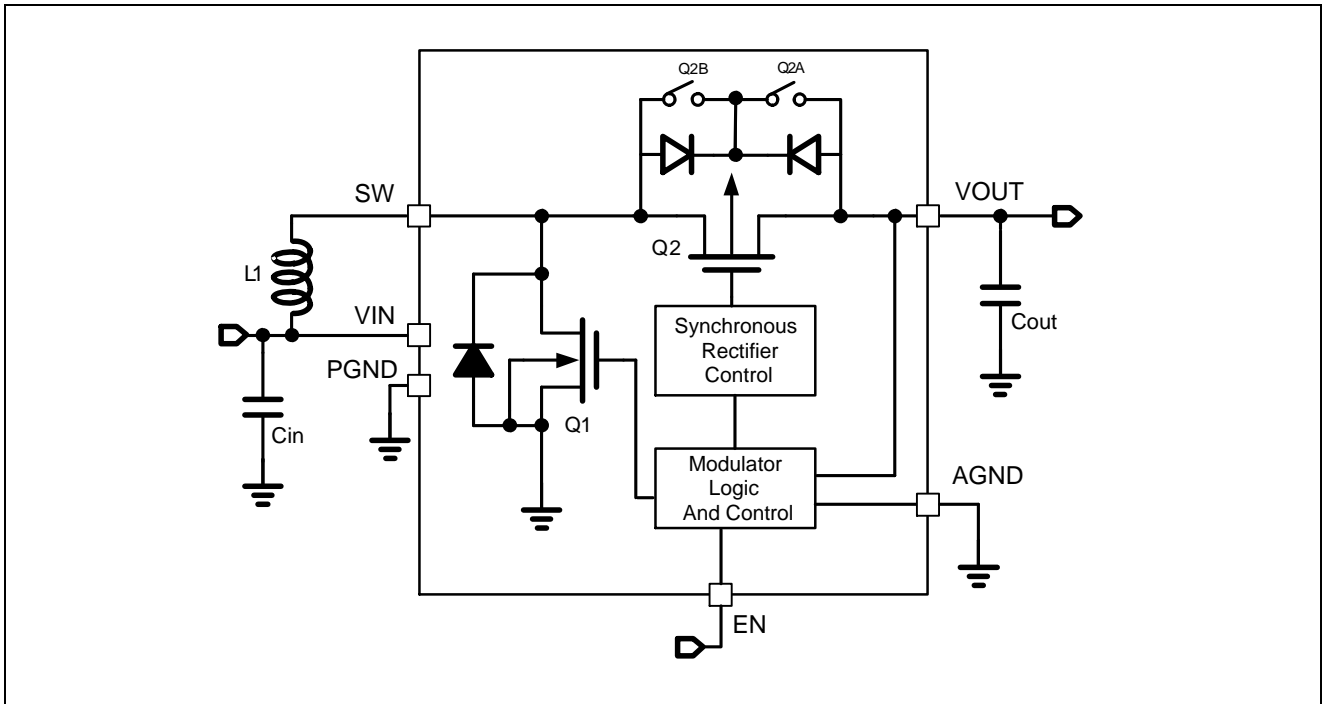 Q2B
Q2A
SW
VOUT
Q2
L1
VIN
Synchronous
Rectifier
Control
Cout
PGND
Q1
Cin
Modulator
Logic
And Control
AGND
EN